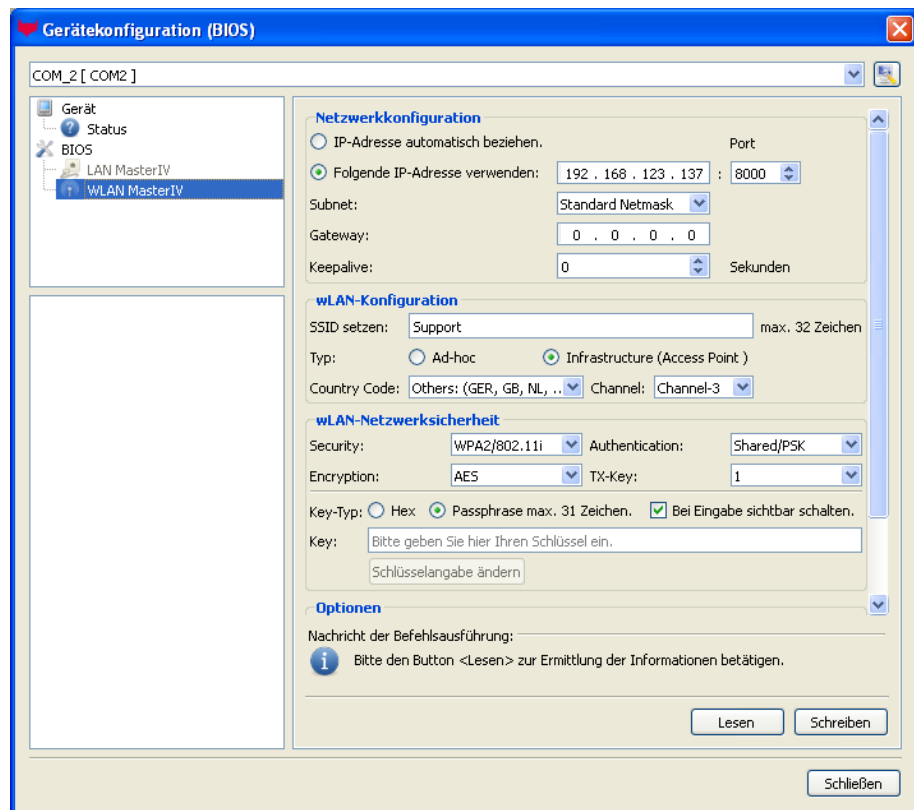 Gerätekonfiguration (BIOS)
COM_2 [ COM2 ]
Gerät
Status
BIOS
LAN MasterIV
WLAN MasterIV
Netzwerkkonfiguration
IP-Adresse automatisch beziehen. Port
Folgende IP-Adresse verwenden: 192 . 168 . 123 . 137 : 8000
Subnet: Standard Netmask
Gateway: 0 . 0 . 0 . 0
Keepalive: 0 Sekunden
wLAN-Konfiguration
SSID setzen: Support max. 32 Zeichen
Typ: Ad-hoc Infrastructure (Access Point )
Country Code: Others: (GER, GB, NL, ... Channel: Channel-3
wLAN-Netzwerksicherheit
Security: WPA2/802.11i Authentication: Shared/PSK
Encryption: AES TX-Key: 1
Key-Typ: Hex Passphrase max. 31 Zeichen. Bei Eingabe sichtbar schalten.
Key: Bitte geben Sie hier Ihren Schlüssel ein.
Schlüsselangabe ändern
Optionen
Nachricht der Befehlsausführung:
Bitte den Button <Lesen> zur Ermittlung der Informationen betätigen.
Lesen Schreiben
Schließen